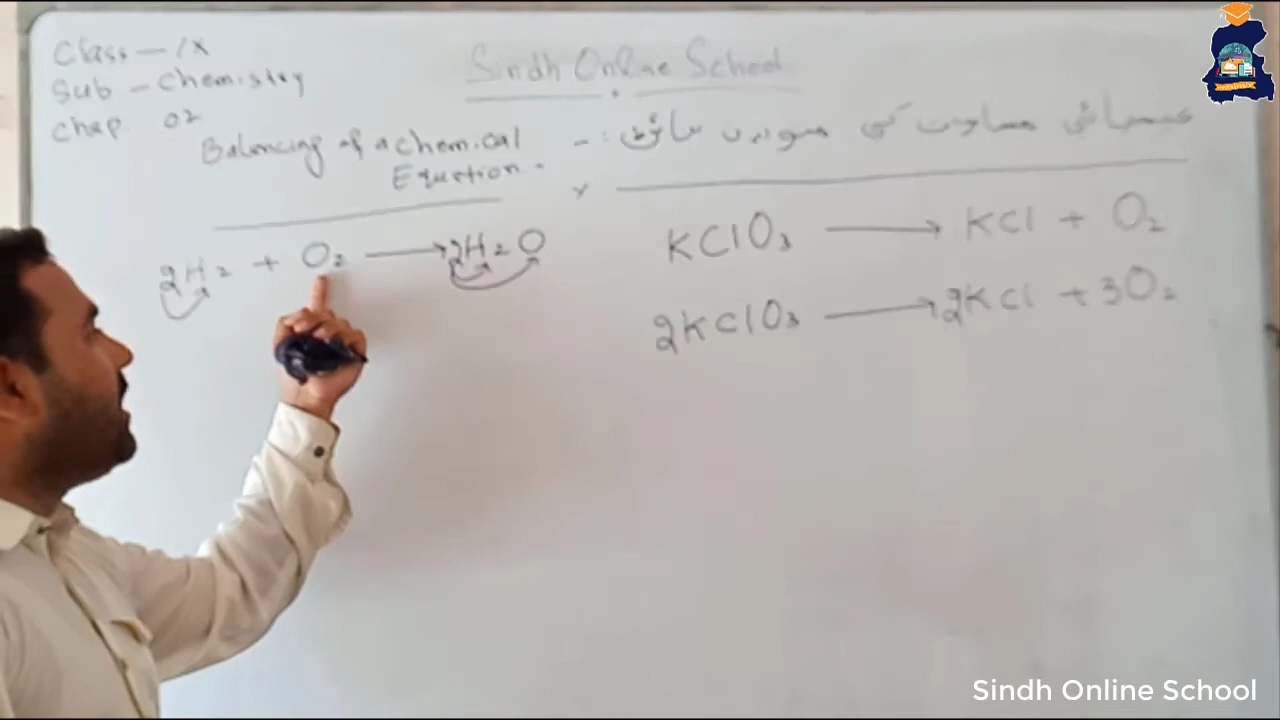 Class - IX
Sub - Chemistry
Chap 02
Sindh Online School
Balancing of a chemical
Equation -
2H₂ + O₂ ⟶ 2H₂O
KClO₃ ⟶ KCl + O₂
2KClO₃ ⟶ 2KCl + 3O₂
Sindh Online School